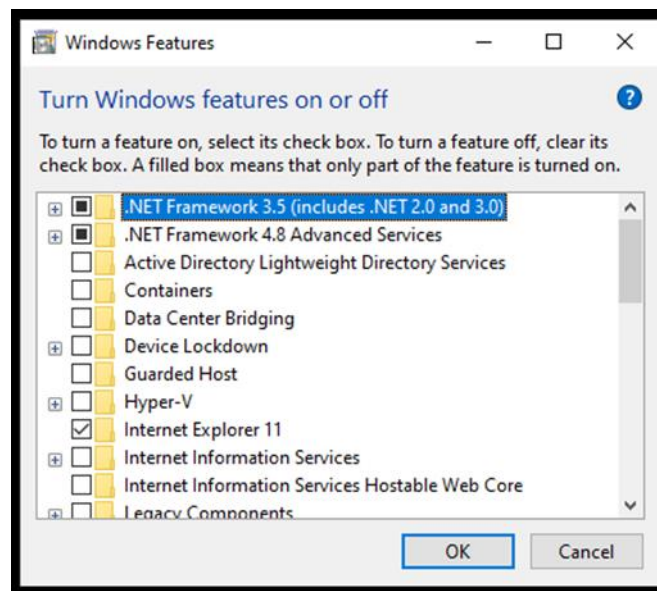 Windows Features
Turn Windows features on or off
To turn a feature on, select its check box. To turn a feature off, clear its
check box. A filled box means that only part of the feature is turned on.
.NET Framework 3.5 (includes .NET 2.0 and 3.0)
.NET Framework 4.8 Advanced Services
Active Directory Lightweight Directory Services
Containers
Data Center Bridging
Device Lockdown
Guarded Host
Hyper-V
Internet Explorer 11
Internet Information Services
Internet Information Services Hostable Web Core
Legacy Components
OK
Cancel